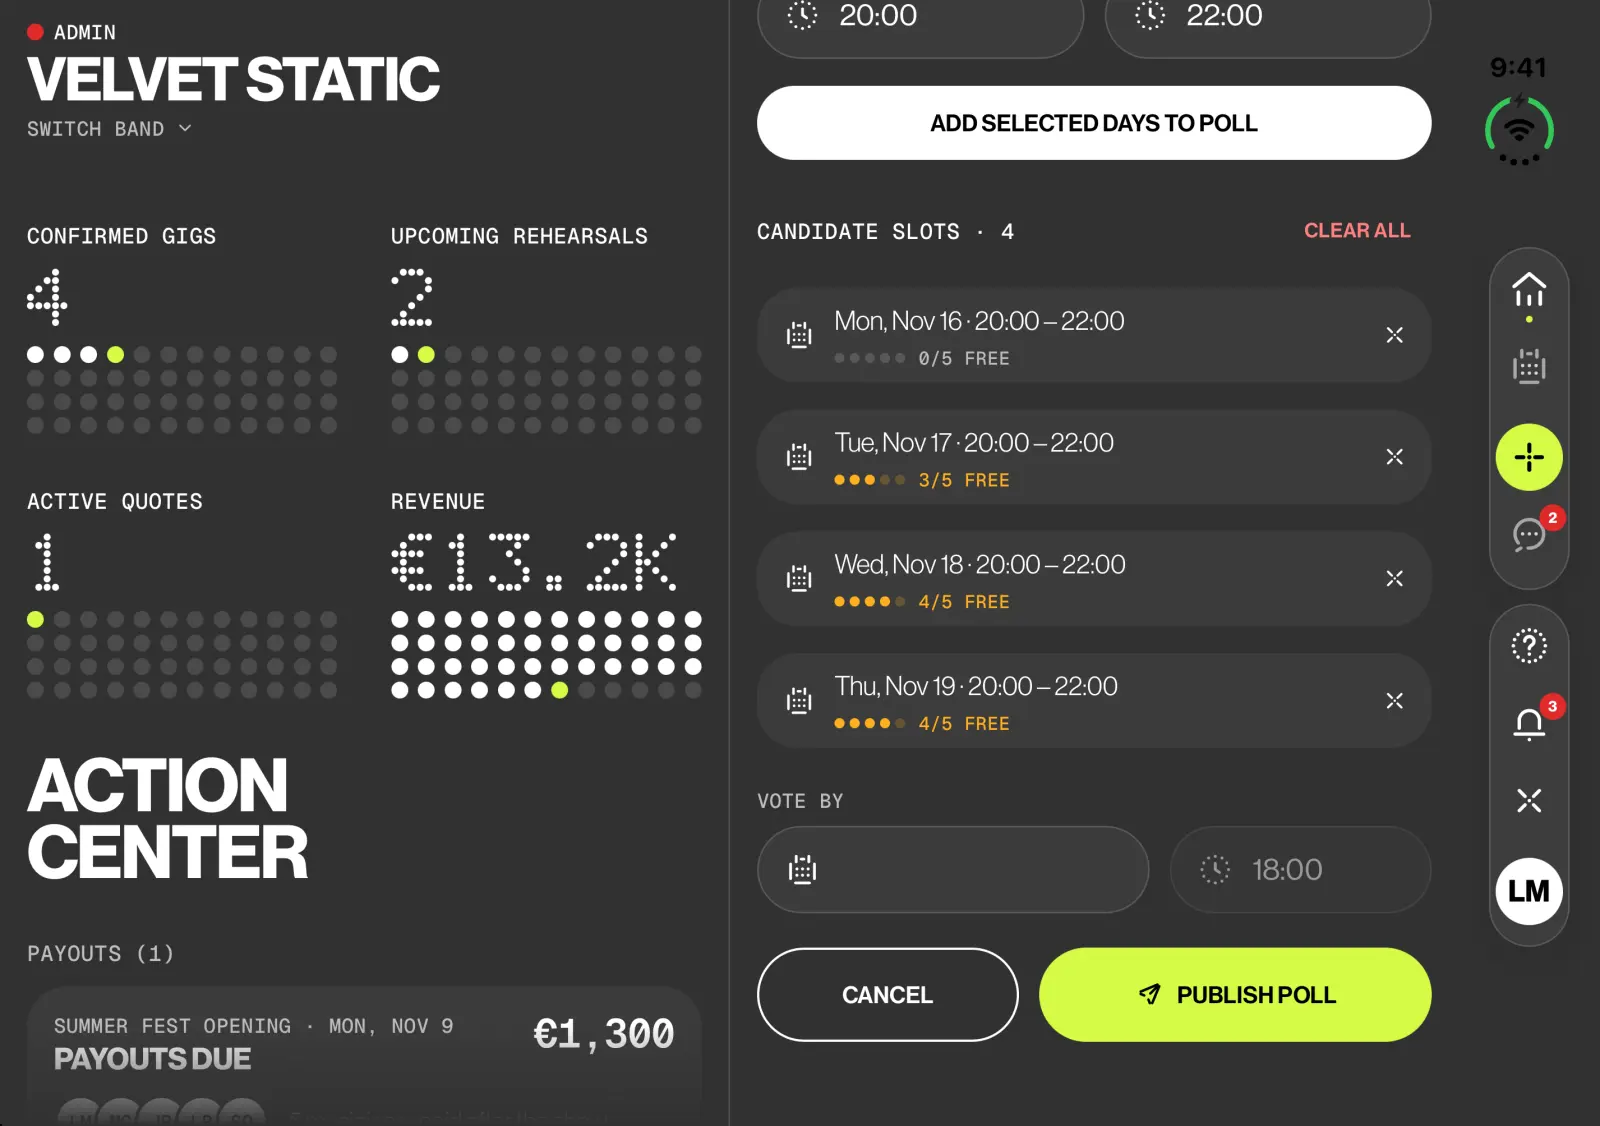 ADMIN
VELVET STATIC
SWITCH BAND
CONFIRMED GIGS
4
UPCOMING REHEARSALS
2
ACTIVE QUOTES
1
REVENUE
€13.2K
ACTION
CENTER
PAYOUTS (1)
SUMMER FEST OPENING · MON, NOV 9
PAYOUTS DUE
€1,300
20:00
22:00
ADD SELECTED DAYS TO POLL
CANDIDATE SLOTS · 4
CLEAR ALL
Mon, Nov 16 · 20:00 – 22:00
0/5 FREE
Tue, Nov 17 · 20:00 – 22:00
3/5 FREE
Wed, Nov 18 · 20:00 – 22:00
4/5 FREE
Thu, Nov 19 · 20:00 – 22:00
4/5 FREE
VOTE BY
18:00
CANCEL
PUBLISH POLL
9:41
2
3
LM